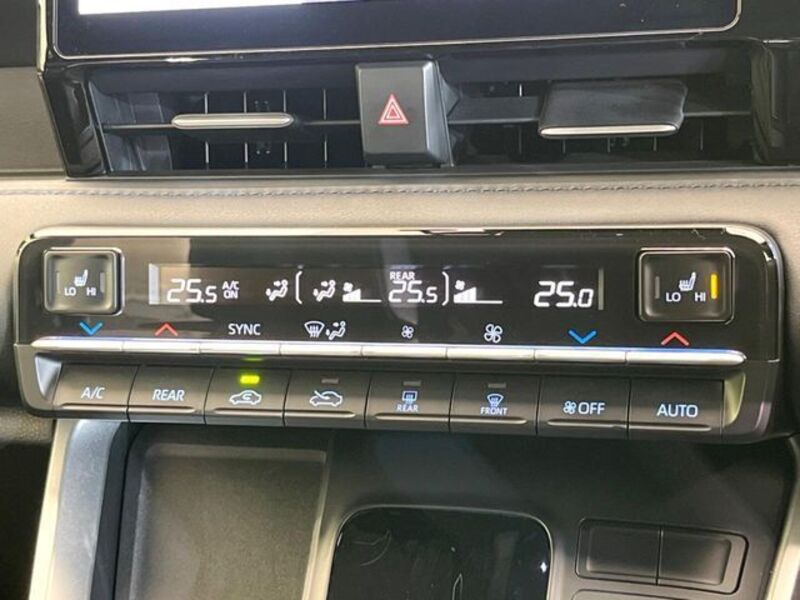 LO HI
25.5 A/C ON
REAR
25.5
25.0
LO HI
SYNC
A/C
REAR
REAR
FRONT
OFF
AUTO